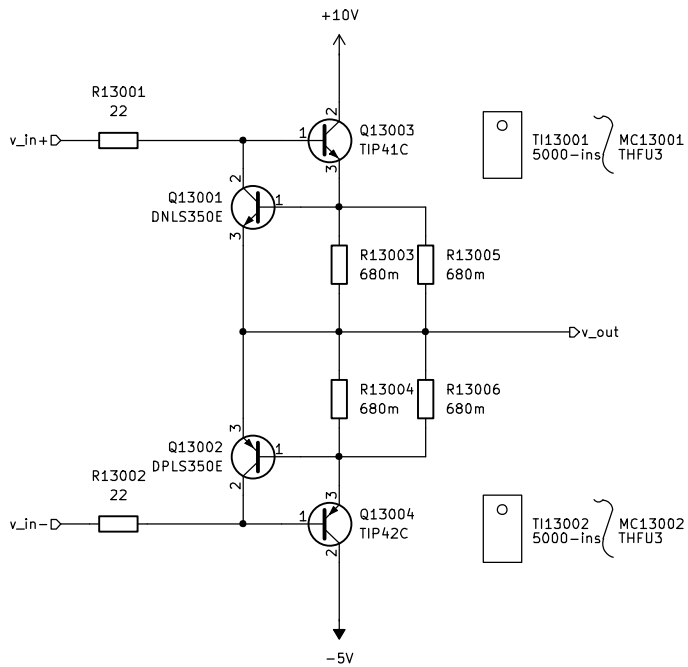 +10V
R13001
22
v_in+
1
2
Q13003
TIP41C
3
TI13001
5000-ins
MC13001
THFU3
2
Q13001
DNLS350E
1
3
R13003
680m
R13005
680m
v_out
R13004
680m
R13006
680m
3
Q13002
DPLS350E
1
2
R13002
22
v_in-
1
3
Q13004
TIP42C
2
TI13002
5000-ins
MC13002
THFU3
-5V